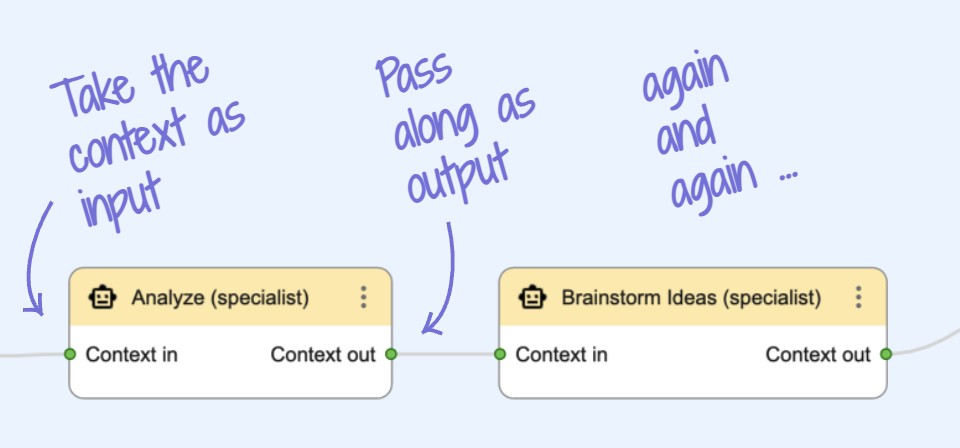 Take the
context as
input
Pass
along as
output
again
and
again ...
Analyze (specialist)
Context in
Context out
Brainstorm Ideas (specialist)
Context in
Context out